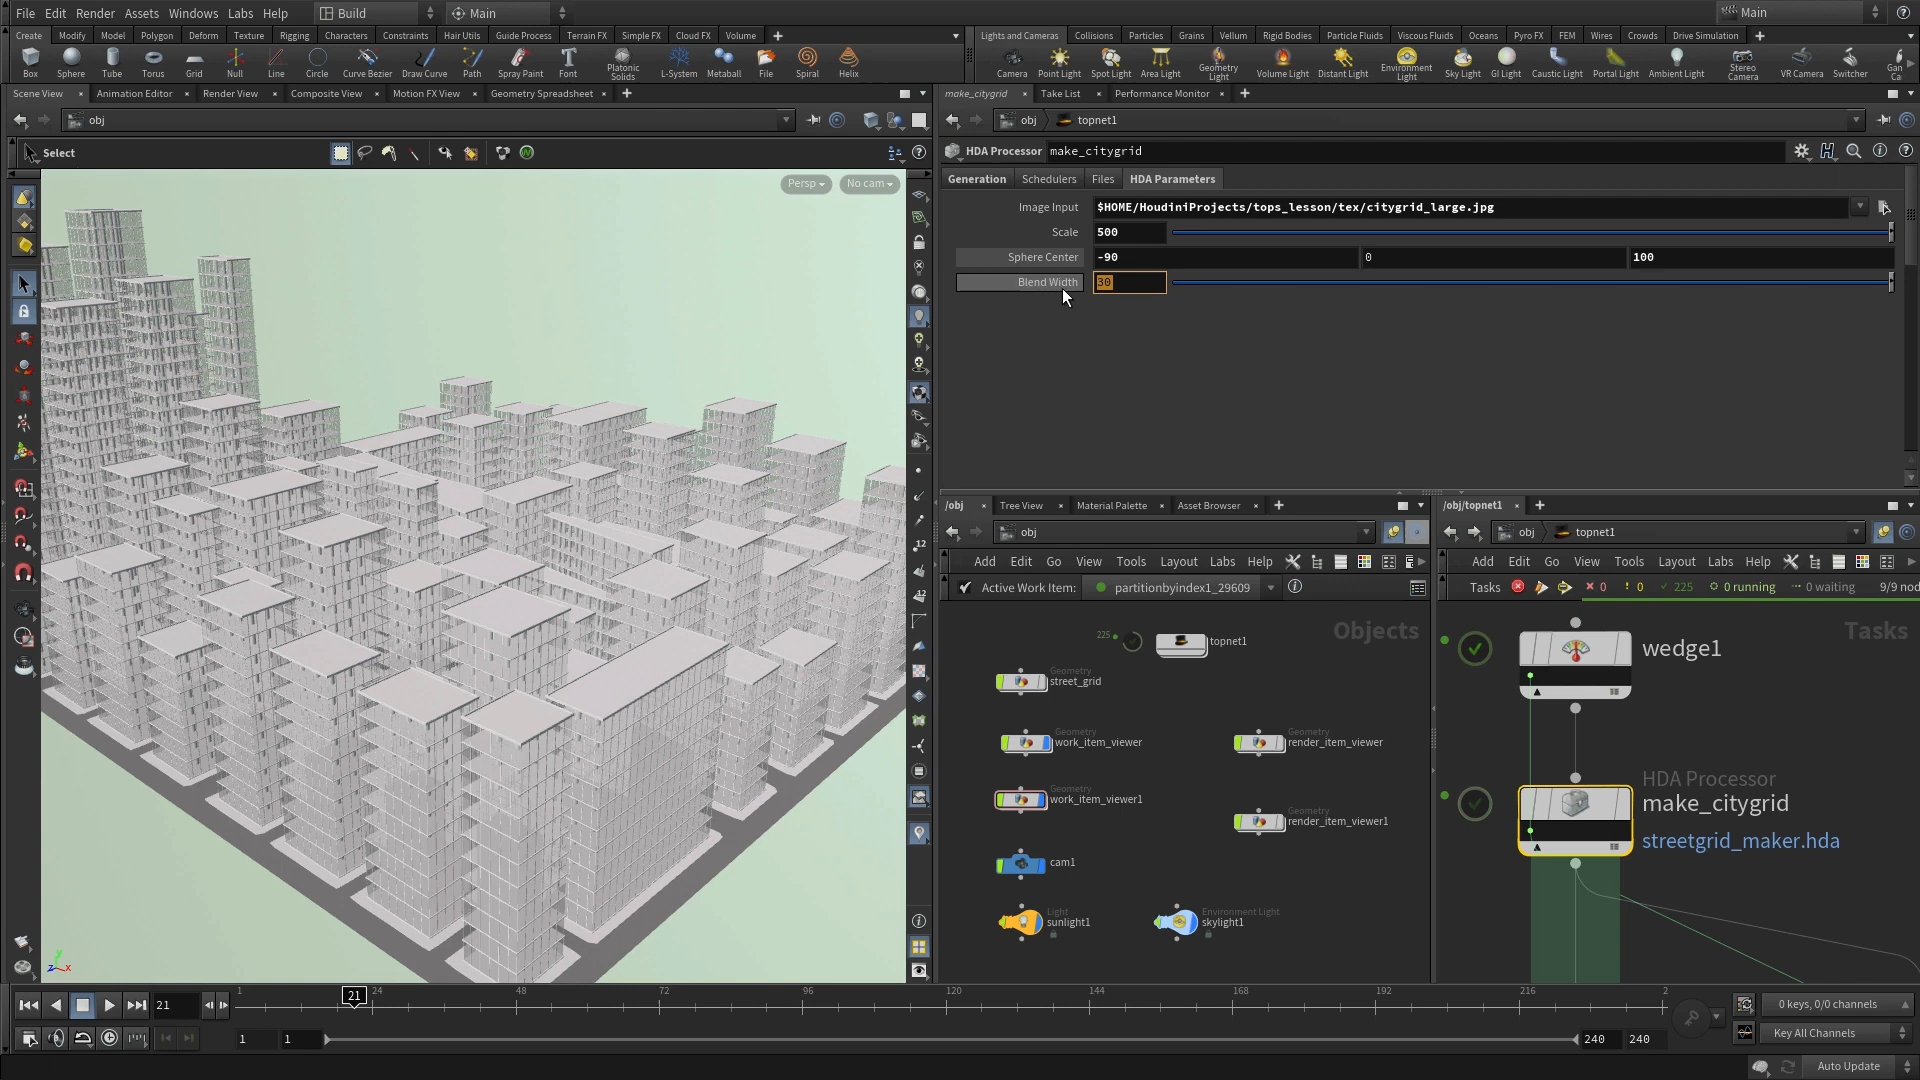 File Edit Render Assets Windows Labs Help Build Main Main
Create Modify Model Polygon Deform Texture Rigging Characters Constraints Hair Utils Guide Process Terrain FX Simple FX Cloud FX Volume
Lights and Cameras Collisions Particles Grains Vellum Rigid Bodies Particle Fluids Viscous Fluids Oceans Pyro FX FEM Wires Crowds Drive Simulation
Box Sphere Tube Torus Grid Null Line Circle Curve Bezier Draw Curve Path Spray Paint Font Platonic Solids L-System Metaball File Spiral Helix
Camera Point Light Spot Light Area Light Geometry Light Volume Light Distant Light Environment Light Sky Light GI Light Caustic Light Portal Light Ambient Light Stereo Camera VR Camera Switcher Gan Ca
Scene View Animation Editor Render View Composite View Motion FX View Geometry Spreadsheet
make_citygrid Take List Performance Monitor
obj
obj topnet1
Select
HDA Processor make_citygrid
Persp No cam
Generation Schedulers Files HDA Parameters
Image Input $HOME/HoudiniProjects/tops_lesson/tex/citygrid_large.jpg
Scale 500
Sphere Center -90 0 100
Blend Width 30
/obj Tree View Material Palette Asset Browser
/obj/topnet1
obj
obj topnet1
Add Edit Go View Tools Layout Labs Help
Add Edit Go View Tools Layout Labs Help
Active Work Item: partitionbyindex1_29609
Tasks 0 0 225 0 running 0 waiting 9/9 nod
Objects
Tasks
225 topnet1
Geometry
street_grid
Geometry
work_item_viewer
Geometry
render_item_viewer
Geometry
work_item_viewer1
Geometry
render_item_viewer1
cam1
Light
sunlight1
Environment Light
skylight1
wedge1
HDA Processor
make_citygrid
streetgrid_maker.hda
21 1 21 24 48 72 96 120 144 168 192 216 2
0 keys, 0/0 channels
1 1 240 240
Key All Channels
Auto Update